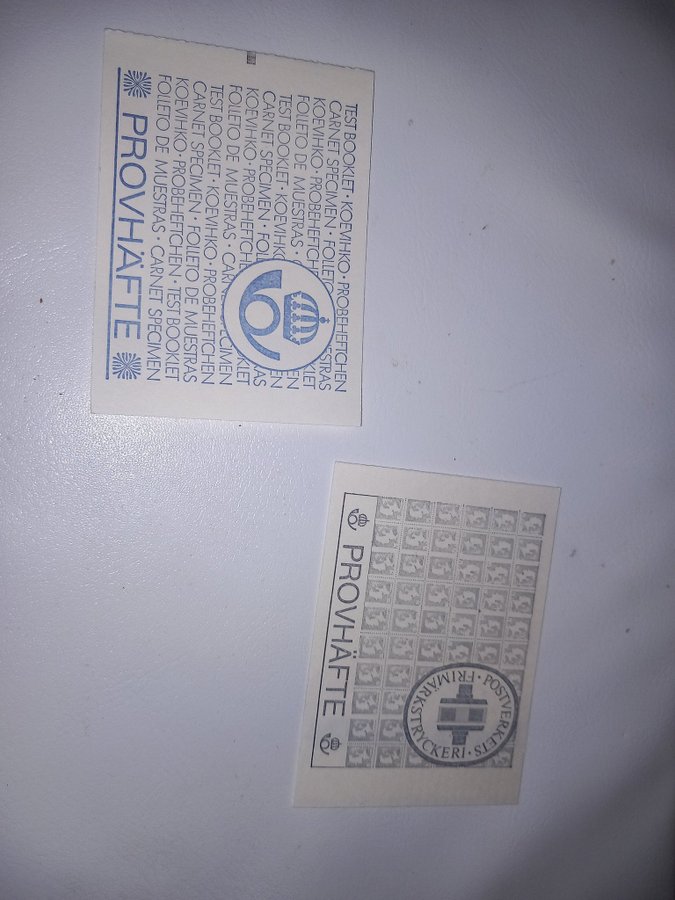 TEST BOOKLET · KOEVIHKO · PROBEHEFTCHEN
CARNET SPECIMEN · FOLLETO
KOEVIHKO · PROBEHEFTCHEN
FOLLETO DE MUESTRAS
TEST BOOKLET · KOEVIHKO
CARNET SPECIMEN
KOEVIHKO · PROBEHEFTCHEN
FOLLETO DE MUESTRAS
TEST BOOKLET · KOEVIHKO · PROBEHEFTCHEN
CARNET SPECIMEN · FOLLETO DE MUESTRAS
KOEVIHKO · PROBEHEFTCHEN · TEST BOOKLET
FOLLETO DE MUESTRAS · CARNET SPECIMEN
PROVHÄFTE
POSTVERKETS · FRIMÄRKSTRYCKERI ·
PROVHÄFTE